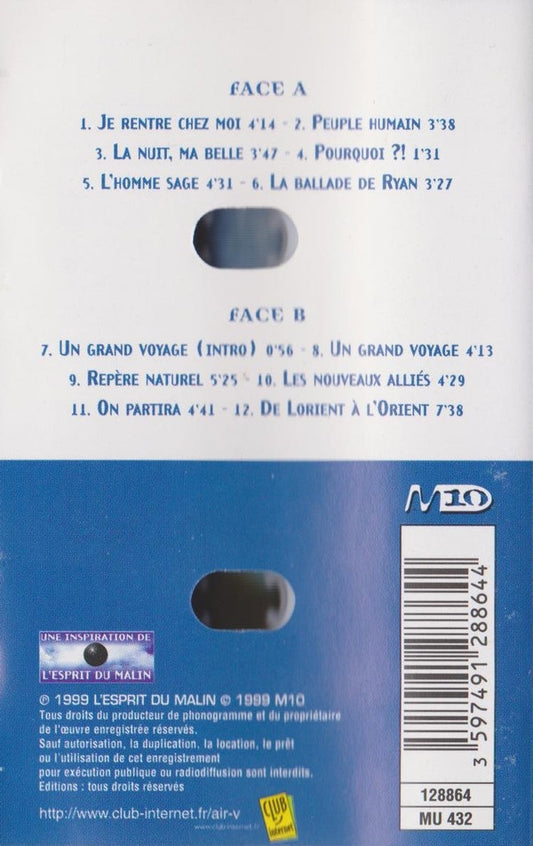 FACE A
1. JE RENTRE CHEZ MOI 4'14 - 2. PEUPLE HUMAIN 3'38
3. LA NUIT, MA BELLE 3'47 - 4. POURQUOI ?! 1'31
5. L'HOMME SAGE 4'31 - 6. LA BALLADE DE RYAN 3'27
FACE B
7. UN GRAND VOYAGE (INTRO) 0'56 - 8. UN GRAND VOYAGE 4'13
9. REPÈRE NATUREL 5'25 - 10. LES NOUVEAUX ALLIÉS 4'29
11. ON PARTIRA 4'41 - 12. DE LORIENT À L'ORIENT 7'38
M10
UNE INSPIRATION DE
L'ESPRIT DU MALIN
℗ 1999 L'ESPRIT DU MALIN © 1999 M10
Tous droits du producteur de phonogramme et du propriétaire
de l'œuvre enregistrée réservés.
Sauf autorisation, la duplication, la location, le prêt
ou l'utilisation de cet enregistrement
pour exécution publique ou radiodiffusion sont interdits.
Editions : tous droits réservés
http://www.club-internet.fr/air-v
www.club-internet.fr
CLUB
internet
3 597491 288644
128864
MU 432